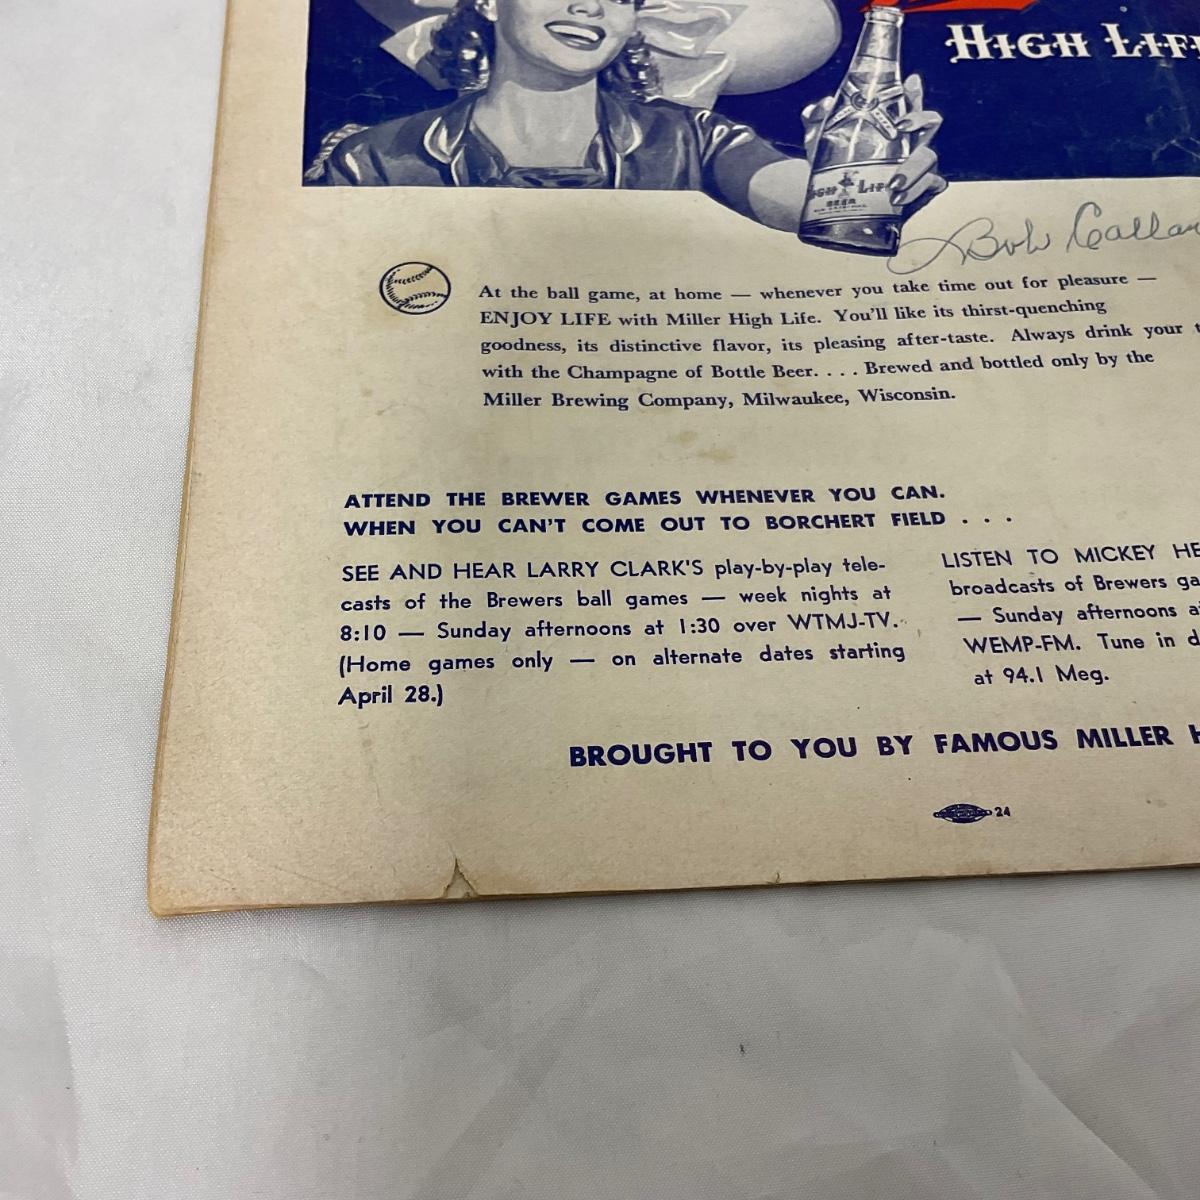 HIGH LIF
HIGH LIFE
BEER
Bob Callan
At the ball game, at home — whenever you take time out for pleasure —
ENJOY LIFE with Miller High Life. You'll like its thirst-quenching
goodness, its distinctive flavor, its pleasing after-taste. Always drink your t
with the Champagne of Bottle Beer. . . . Brewed and bottled only by the
Miller Brewing Company, Milwaukee, Wisconsin.
ATTEND THE BREWER GAMES WHENEVER YOU CAN.
WHEN YOU CAN'T COME OUT TO BORCHERT FIELD . . .
SEE AND HEAR LARRY CLARK'S play-by-play tele-
casts of the Brewers ball games — week nights at
8:10 — Sunday afternoons at 1:30 over WTMJ-TV.
(Home games only — on alternate dates starting
April 28.)
LISTEN TO MICKEY HE
broadcasts of Brewers ga
— Sunday afternoons a
WEMP-FM. Tune in d
at 94.1 Meg.
BROUGHT TO YOU BY FAMOUS MILLER H
24